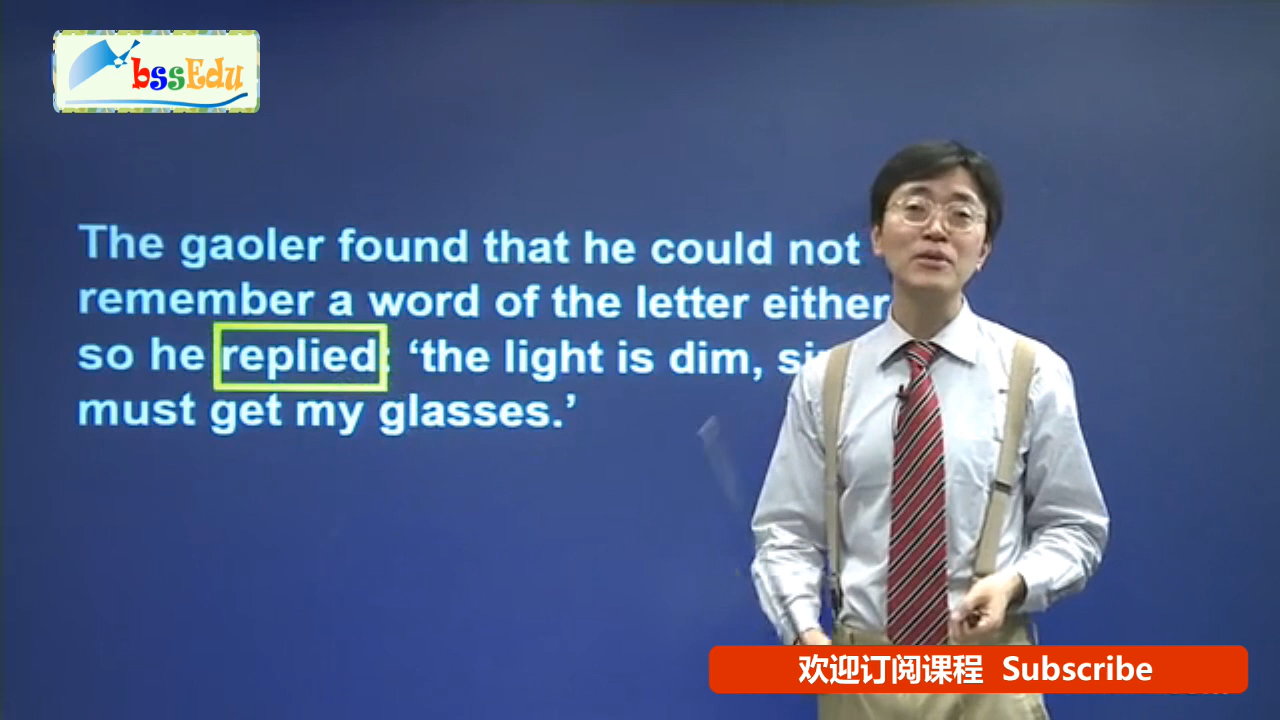 bssEdu
The gaoler found that he could not
remember a word of the letter either
so he replied: ‘the light is dim,
must get my glasses.’
欢迎订阅课程 Subscribe